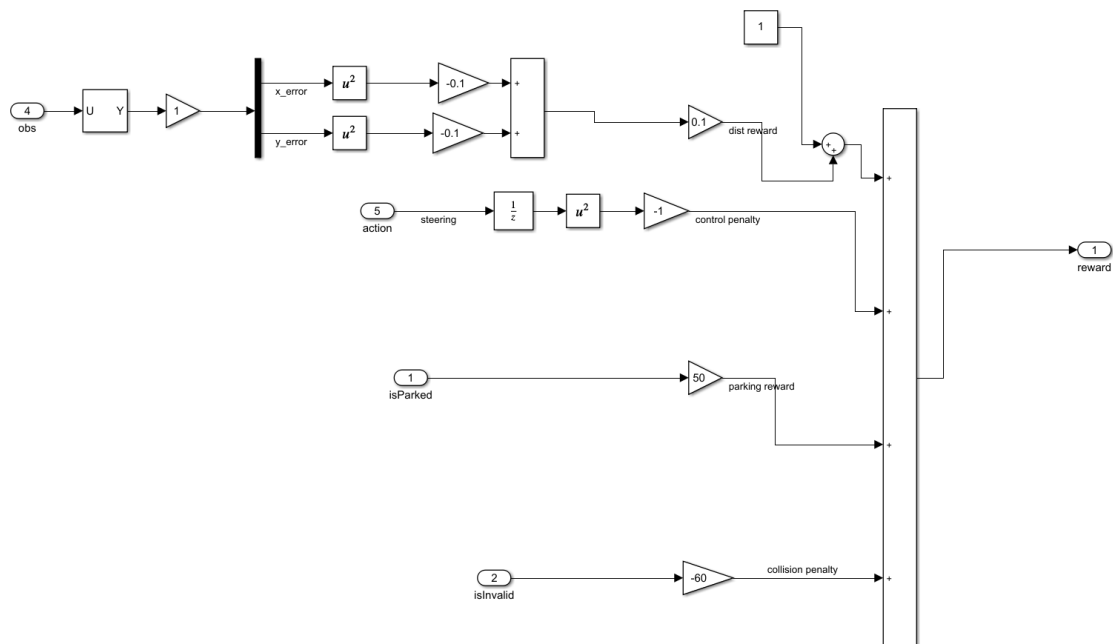 1
4
obs
U Y
1
x_error
u²
-0.1
+
y_error
u²
-0.1
+
0.1
dist reward
+
+
+
5
action
steering
1
z
u²
-1
control penalty
+
1
reward
1
isParked
50
parking reward
+
2
isInvalid
-60
collision penalty
+